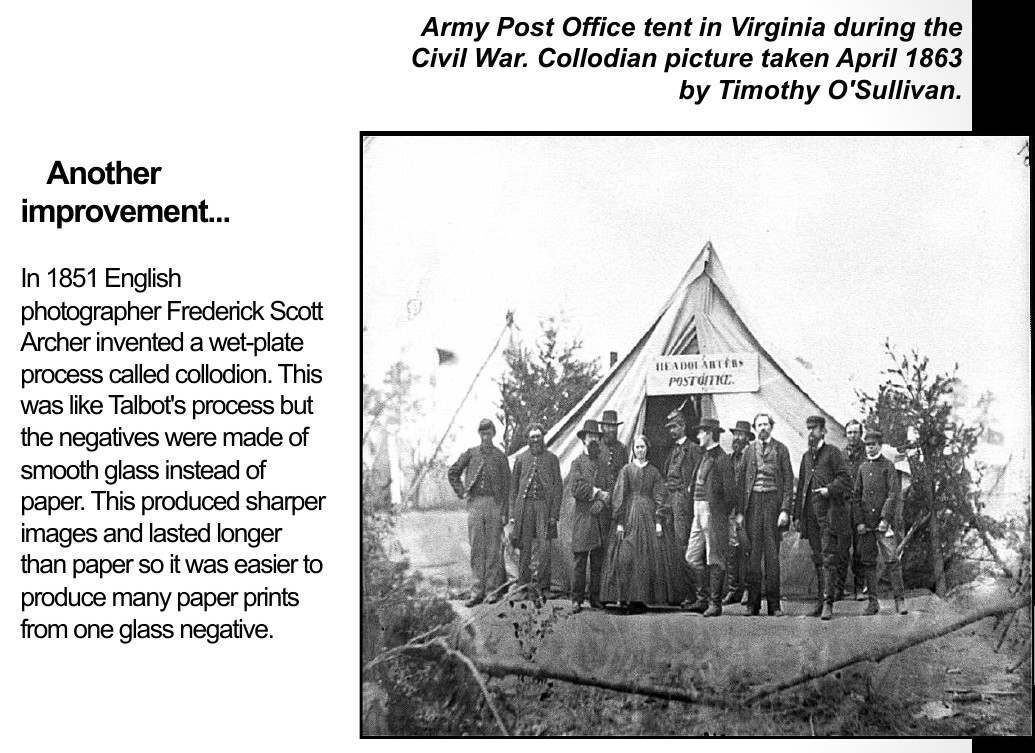 Army Post Office tent in Virginia during the
Civil War. Collodian picture taken April 1863
by Timothy O'Sullivan.
Another
improvement...
In 1851 English
photographer Frederick Scott
Archer invented a wet-plate
process called collodion. This
was like Talbot's process but
the negatives were made of
smooth glass instead of
paper. This produced sharper
images and lasted longer
than paper so it was easier to
produce many paper prints
from one glass negative.
HEADQUARTERS
POST OFFICE.